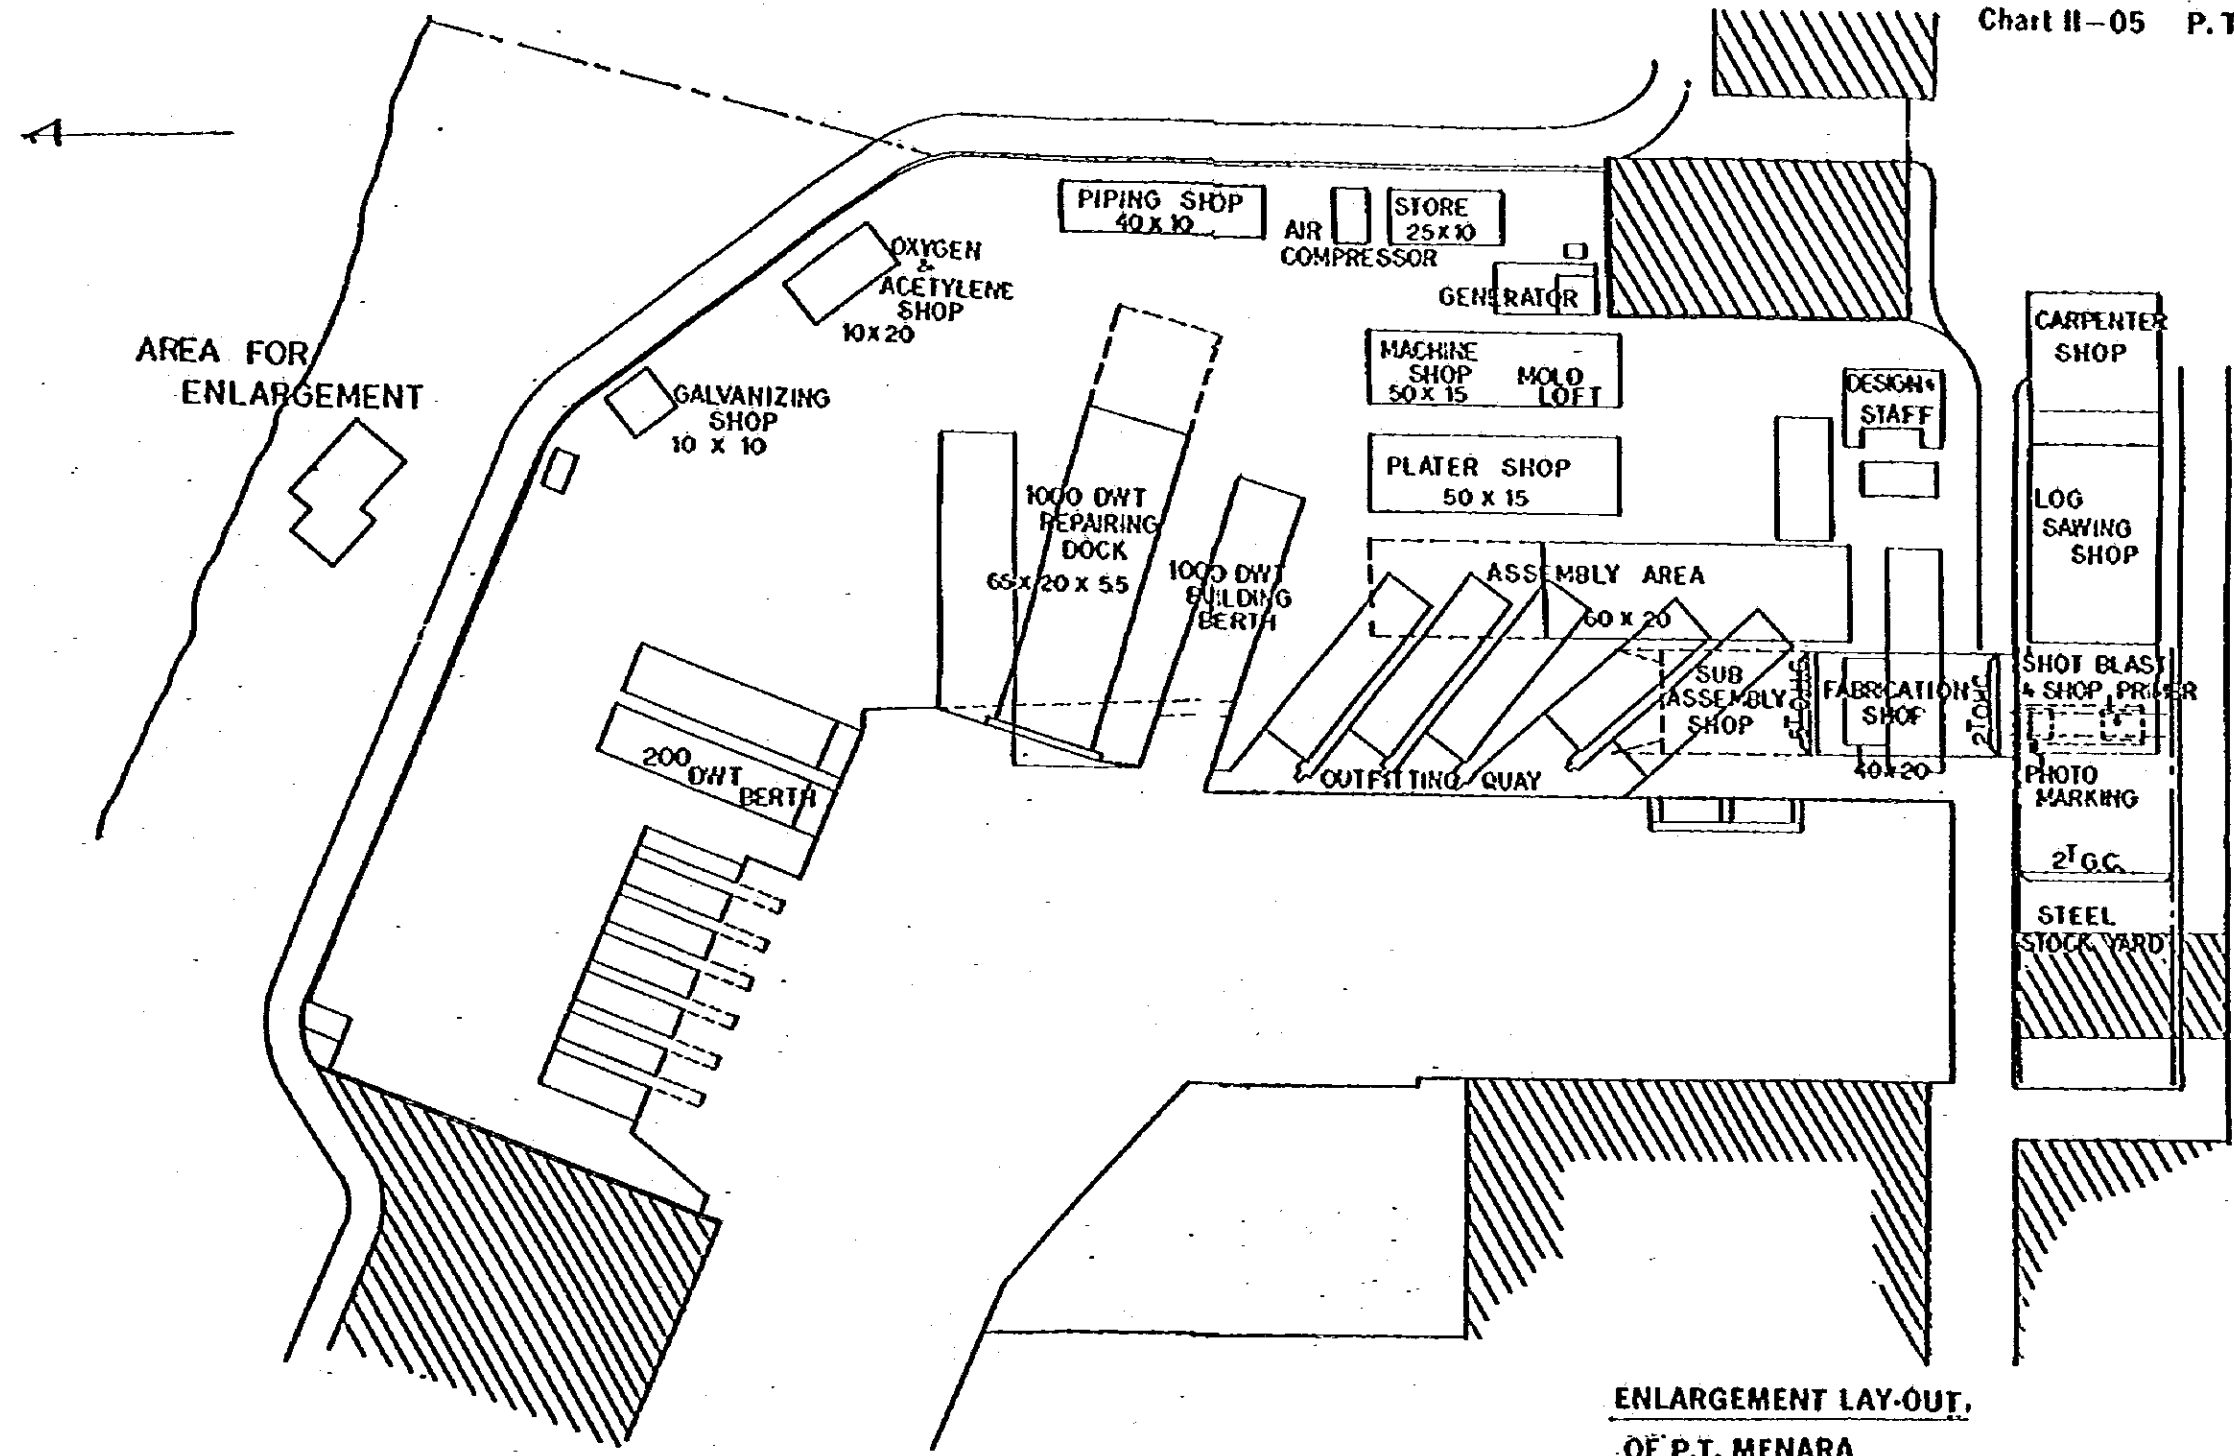 Chart II-05 P.T
PIPING SHOP
40 X 10
AIR
COMPRESSOR
STORE
25 X 10
GENERATOR
OXYGEN
&
ACETYLENE
SHOP
10 X 20
AREA FOR
ENLARGEMENT
GALVANIZING
SHOP
10 X 10
MACHINE
SHOP
50 X 15
MOLD
LOFT
PLATER SHOP
50 X 15
DESIGN &
STAFF
CARPENTER
SHOP
LOG
SAWING
SHOP
1000 DWT
REPAIRING
DOCK
65 X 20 X 5.5
1000 DWT
BUILDING
BERTH
ASSEMBLY AREA
60 X 20
SUB
ASSEMBLY
SHOP
FABRICATION
SHOP
40 X 20
2TOHC
SHOT BLAST
& SHOP PRIMER
PHOTO
MARKING
2T G.C.
STEEL
STOCK YARD
OUTFITTING QUAY
200
DWT
BERTH
ENLARGEMENT LAY-OUT,
OF P.T. MENARA